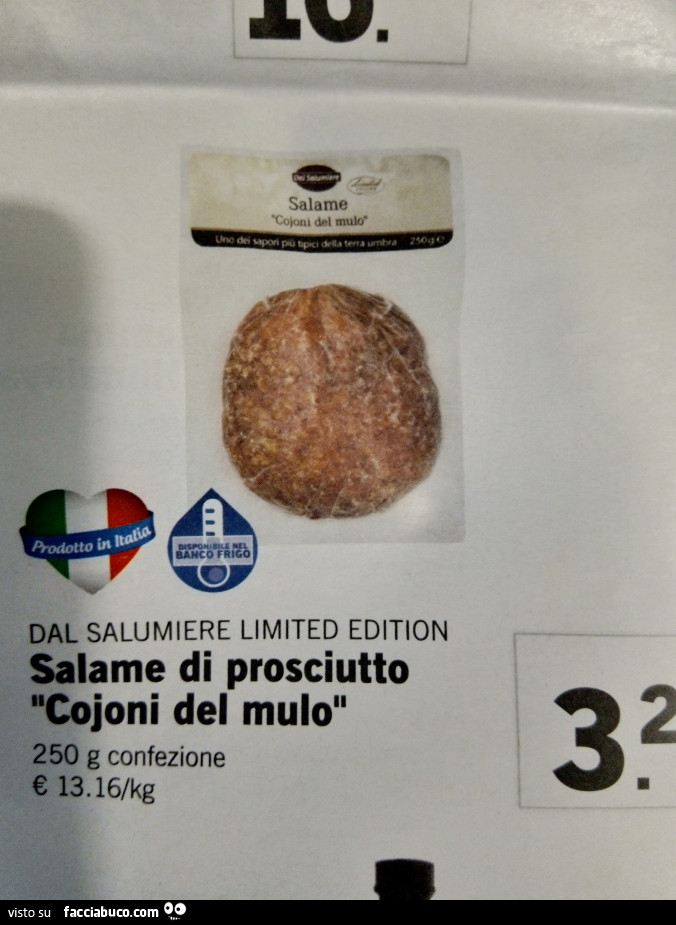 16.
Dal Salumiere
Limited
Salame
"Cojoni del mulo"
Uno dei sapori più tipici della terra umbra 250 g e
Prodotto in Italia
DISPONIBILE NEL
BANCO FRIGO
DAL SALUMIERE LIMITED EDITION
Salame di prosciutto
"Cojoni del mulo"
250 g confezione
€ 13.16/kg
3.2
visto su facciabuco.com